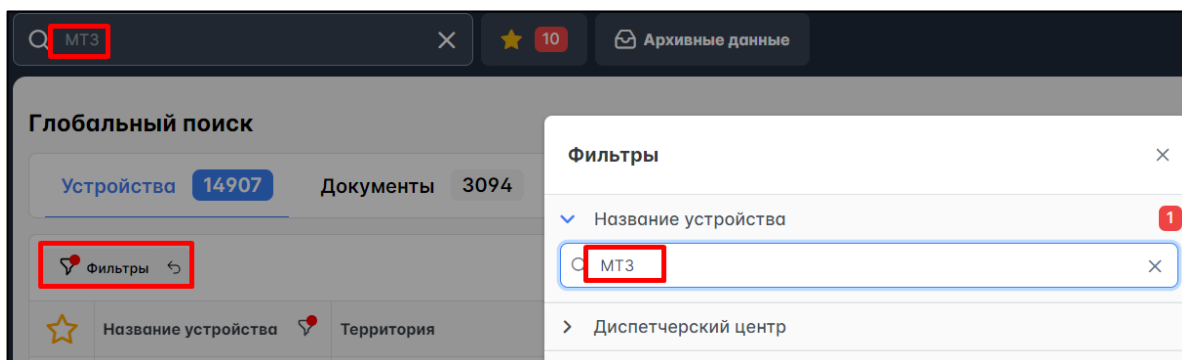 МТЗ
10
Архивные данные
Глобальный поиск
Устройства 14907 Документы 3094
Фильтры
Название устройства Территория
Фильтры
Название устройства 1
МТЗ
Диспетчерский центр